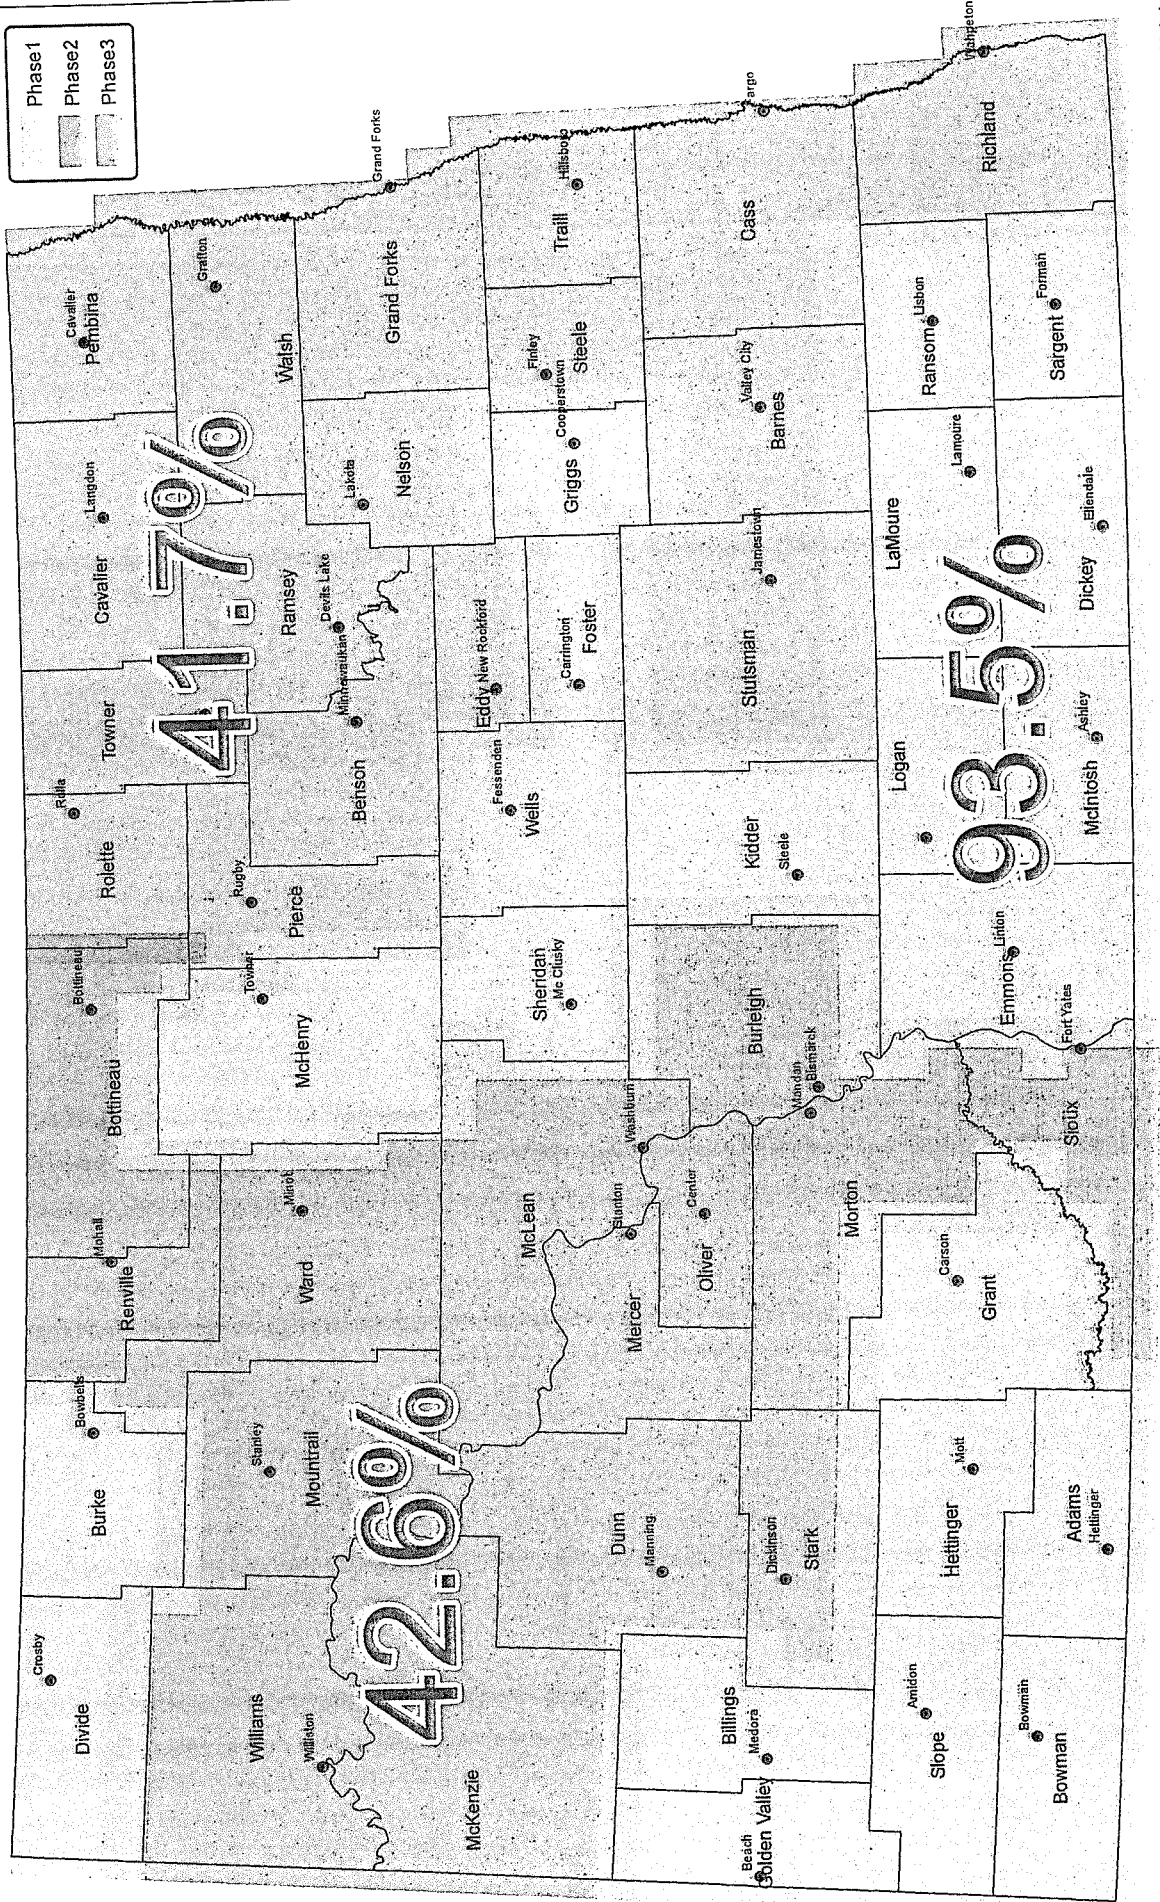 Phase1
Phase2
Phase3
Crosby
Divide
Burke
Bowbells
Renville
Mohall
Bottineau
Bottineau
Rolette
Rolla
Towner
Cavalier
Langdon
Pembina
Cavalier
Williams
Williston
Mountrail
Stanley
Ward
Minot
McHenry
Towner
Pierce
Rugby
Benson
Minnewaukan
Ramsey
Devils Lake
Walsh
Grafton
41.7%
42.6%
McKenzie
Dunn
Manning
McLean
Washburn
Mercer
Stanton
Oliver
Center
Sheridan
Mc Clusky
Wells
Fessenden
Eddy
New Rockford
Foster
Carrington
Nelson
Lakota
Grand Forks
Grand Forks
Griggs
Cooperstown
Steele
Finley
Traill
Hillsboro
Golden Valley
Beach
Billings
Medora
Stark
Dickinson
Morton
Mandan
Burleigh
Bismarck
Kidder
Steele
Stutsman
Jamestown
Barnes
Valley City
Cass
argo
Slope
Amidon
Hettinger
Mott
Grant
Carson
Sioux
Fort Yates
Emmons
Linton
Logan
93.5%
LaMoure
Lamoure
Ransom
Lisbon
Richland
Wahpeton
Bowman
Bowman
Adams
Hettinger
McIntosh
Ashley
Dickey
Ellendale
Sargent
Forman